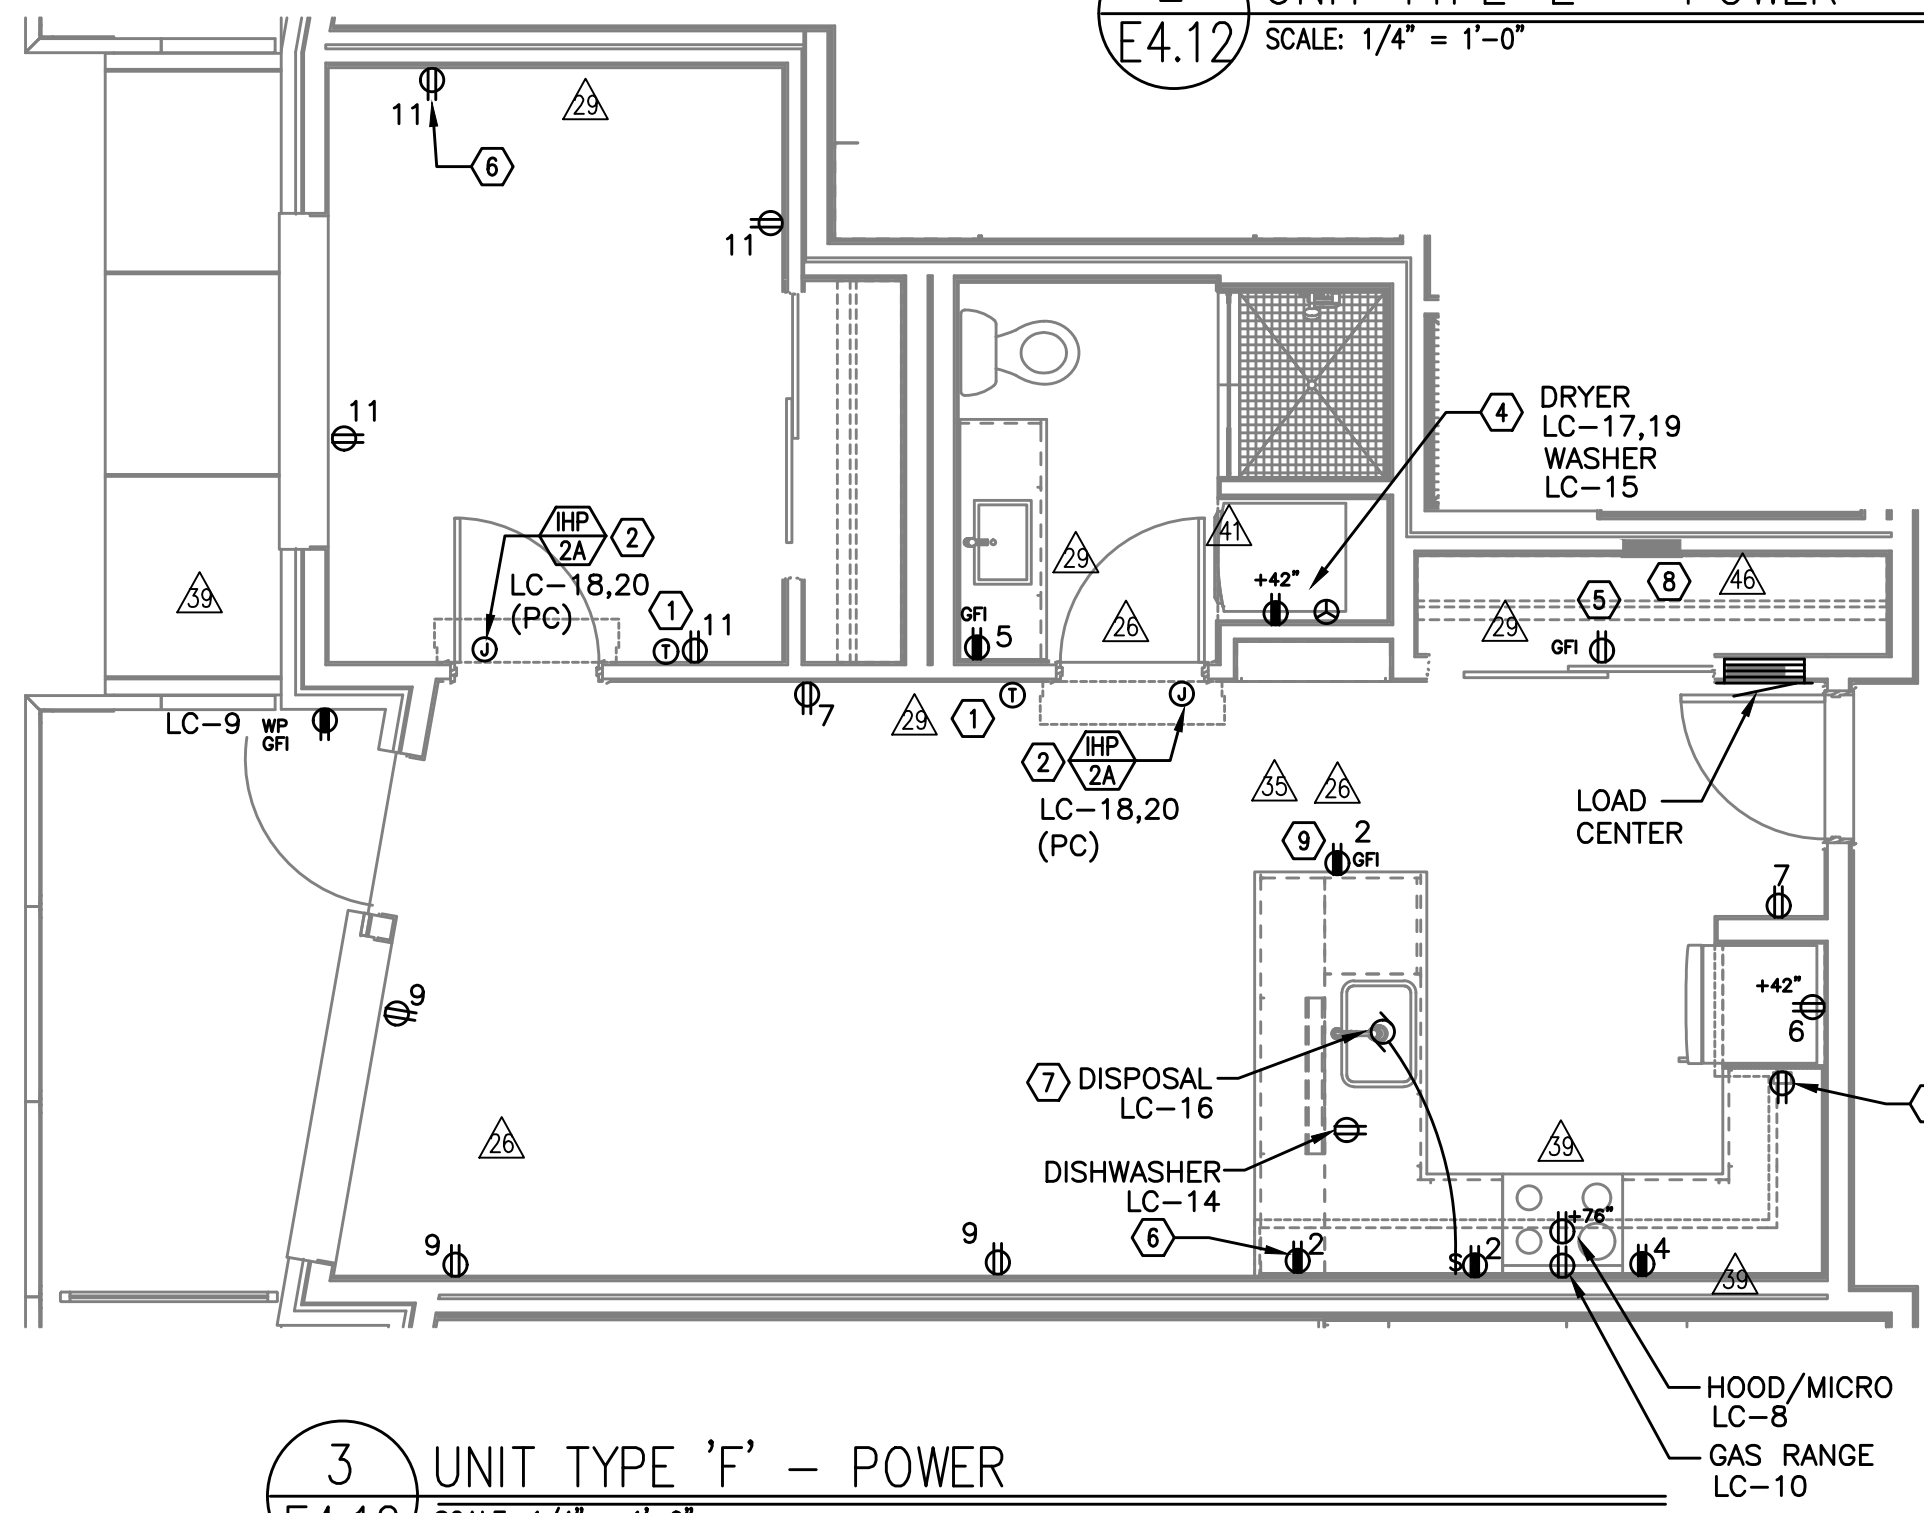 E4.12
SCALE: 1/4" = 1'-0"
11
29
6
11
11
4
DRYER
LC-17,19
WASHER
LC-15
IHP
2A
2
LC-18,20
(PC)
39
1
T
11
J
29
41
+42"
GFI
5
26
29
5
8
46
GFI
LC-9
WP
GFI
7
29
1
T
J
2
IHP
2A
LC-18,20
(PC)
35
26
LOAD
CENTER
9
2
GFI
7
9
+42"
6
7
DISPOSAL
LC-16
26
DISHWASHER
LC-14
39
6
9
9
2
$
2
+76"
4
39
HOOD/MICRO
LC-8
GAS RANGE
LC-10
3
UNIT TYPE 'F' - POWER